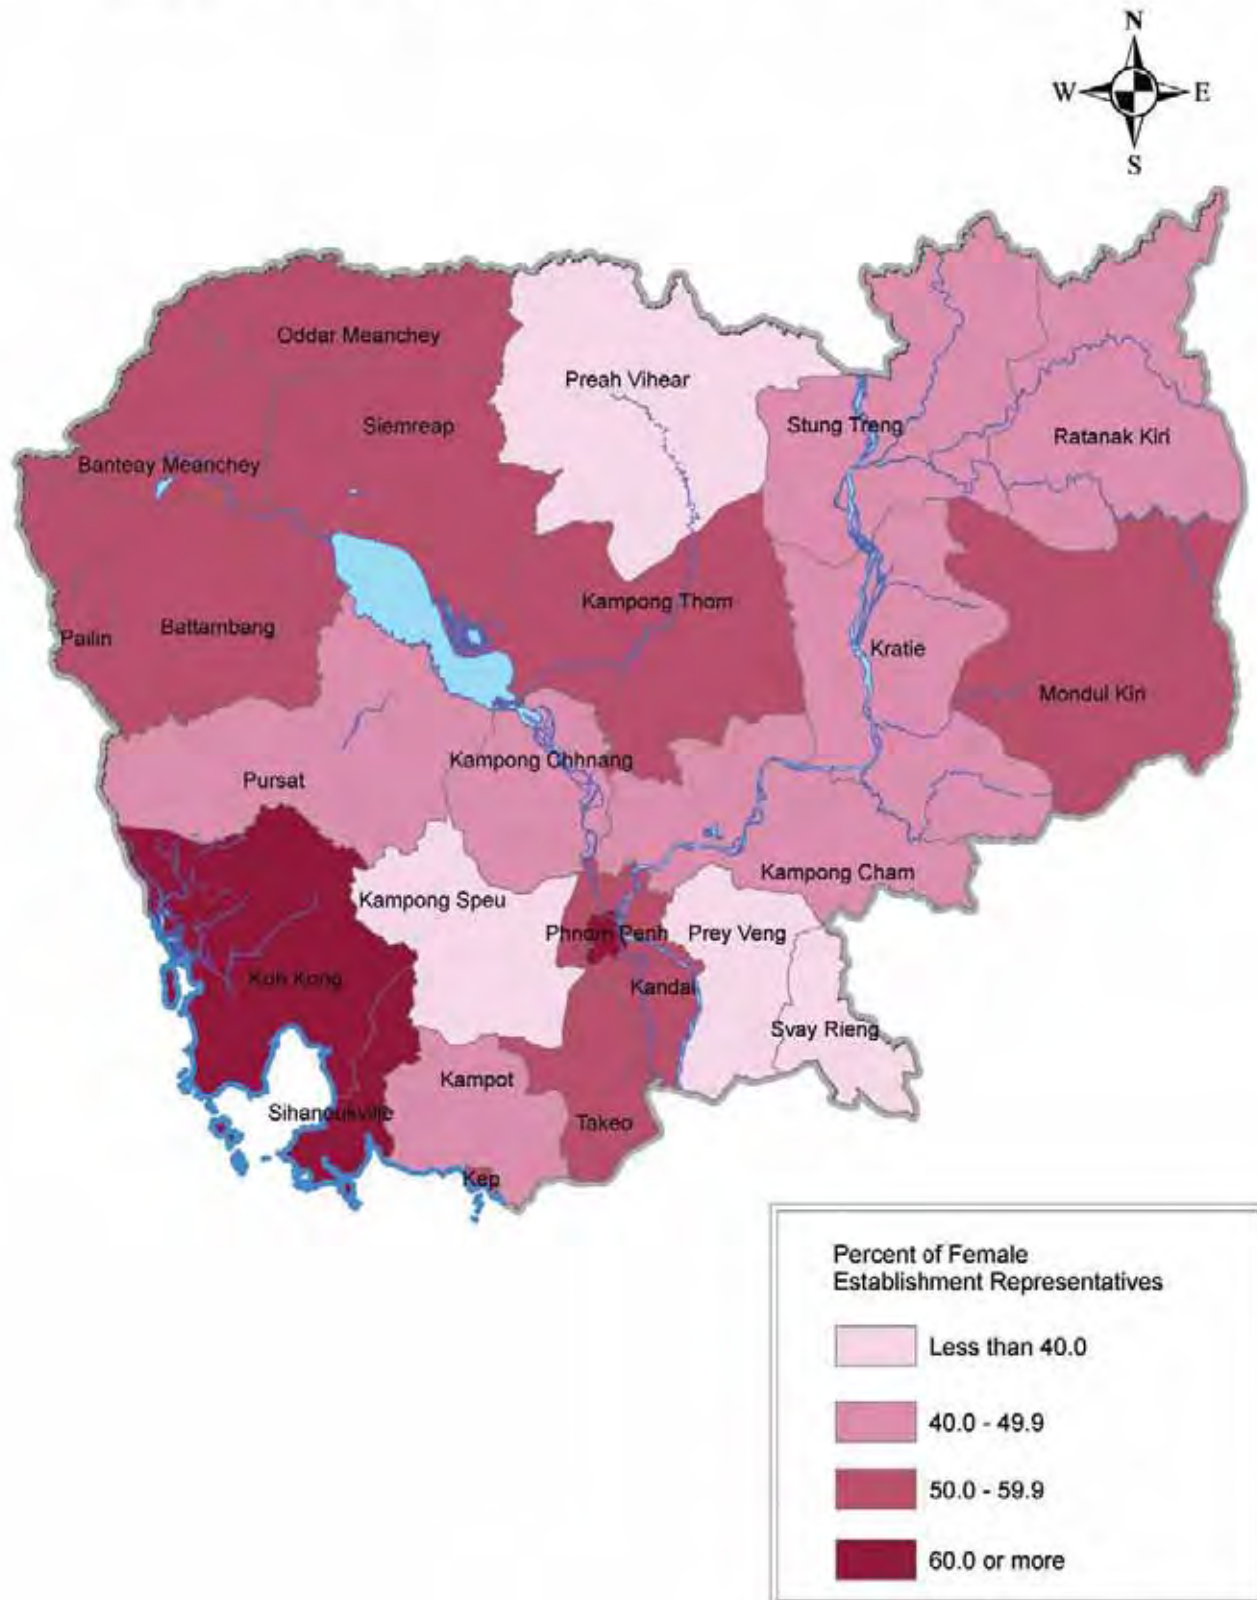 N
W E
S
Oddar Meanchey
Preah Vihear
Siemreap
Stung Treng
Ratanak Kiri
Banteay Meanchey
Kampong Thom
Pailin
Battambang
Kratie
Mondul Kiri
Kampong Chhnang
Pursat
Kampong Cham
Kampong Speu
Phnom Penh
Prey Veng
Koh Kong
Kandal
Svay Rieng
Kampot
Sihanoukville
Takeo
Kep
Percent of Female
Establishment Representatives
Less than 40.0
40.0 - 49.9
50.0 - 59.9
60.0 or more